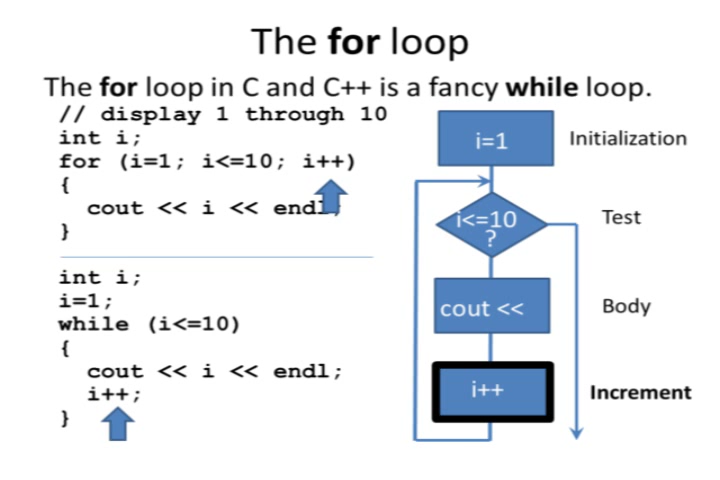 The for loop
The for loop in C and C++ is a fancy while loop.
// display 1 through 10
int i;
for (i=1; i<=10; i++)
{
cout << i << endl;
}
int i;
i=1;
while (i<=10)
{
cout << i << endl;
i++;
}
i=1
Initialization
i<=10
?
Test
cout <<
Body
i++
Increment